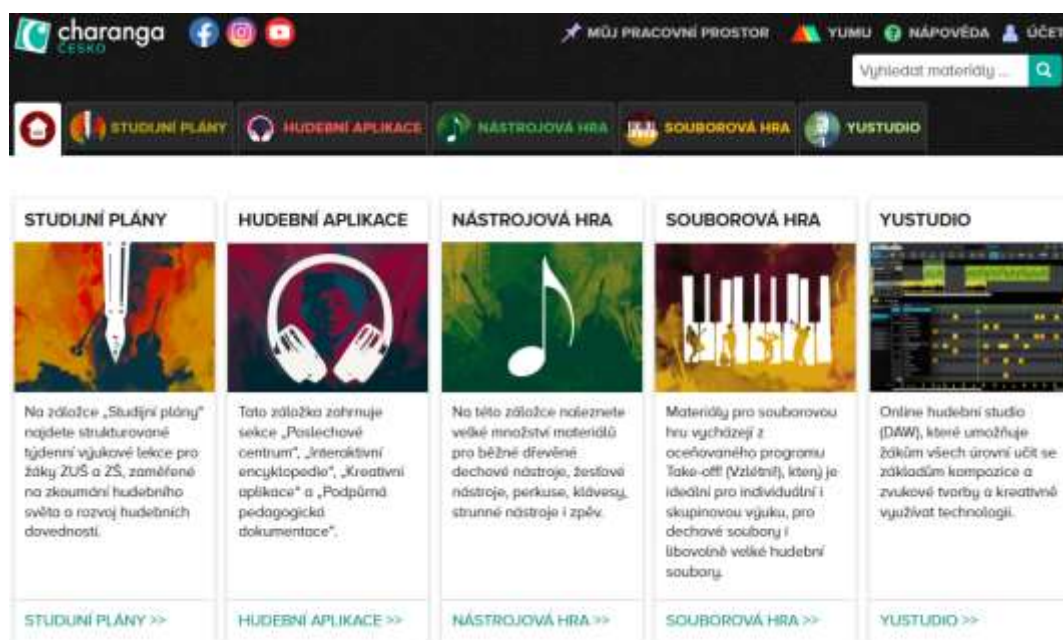 charanga
ČESKO
MŮJ PRACOVNÍ PROSTOR
YUMU
NÁPOVĚDA
ÚČET
Vyhledat materiály ...
STUDIJNÍ PLÁNY
HUDEBNÍ APLIKACE
NÁSTROJOVÁ HRA
SOUBOROVÁ HRA
YUSTUDIO
STUDIJNÍ PLÁNY
Na záložce „Studijní plány"
najdete strukturované
týdenní výukové lekce pro
žáky ZUŠ a ZŠ, zaměřené
na zkoumání hudebního
světa a rozvoj hudebních
dovedností.
STUDIJNÍ PLÁNY >>
HUDEBNÍ APLIKACE
Tato záložka zahrnuje
sekce „Poslechové
centrum", „Interaktivní
encyklopedie", „Kreativní
aplikace" a „Podpůrná
pedagogická
dokumentace".
HUDEBNÍ APLIKACE >>
NÁSTROJOVÁ HRA
Na této záložce naleznete
velké množství materiálů
pro běžné dřevěné
dechové nástroje, žesťové
nástroje, perkuse, klávesy,
strunné nástroje i zpěv.
NÁSTROJOVÁ HRA >>
SOUBOROVÁ HRA
Materiály pro souborovou
hru vycházejí z
oceňovaného programu
Take-off! (Vzlétni!), který je
ideální pro individuální i
skupinovou výuku, pro
dechové soubory i
libovolně velké hudební
soubory.
SOUBOROVÁ HRA >>
YUSTUDIO
Online hudební studio
(DAW), které umožňuje
žákům všech úrovní učit se
základům kompozice a
zvukové tvorby a kreativně
využívat technologii.
YUSTUDIO >>